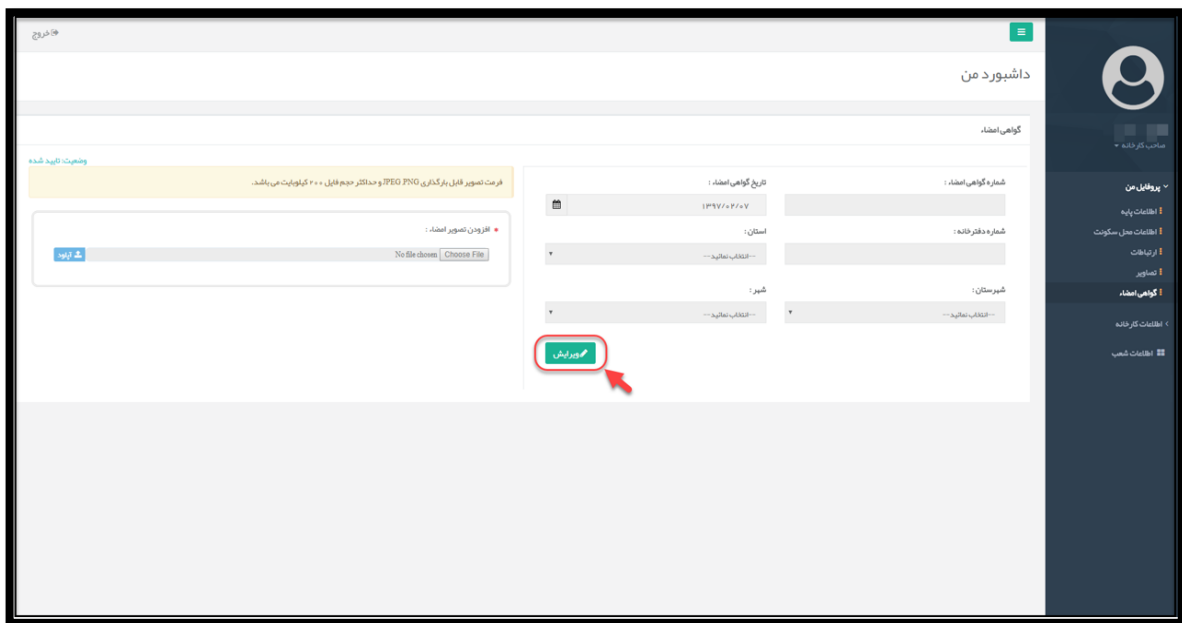 خروج
داشبورد من
صاحب کارخانه
پروفایل من
اطلاعات پایه
اطلاعات محل سکونت
ارتباطات
تصاویر
گواهی امضاء
اطلاعات کارخانه
اطلاعات شعب
گواهی امضاء
وضعیت: تایید شده
شماره گواهی امضاء :
تاریخ گواهی امضاء :
۱۳۹۷/۰۲/۰۷
شماره دفترخانه :
استان :
---انتخاب نمائید---
شهرستان :
شهر :
---انتخاب نمائید---
---انتخاب نمائید---
ویرایش
فرمت تصویر قابل بارگذاری JPEG ,PNG و حداکثر حجم فایل ۲۰۰ کیلوبایت می باشد.
* افزودن تصویر امضاء :
Choose File No file chosen
آپلود